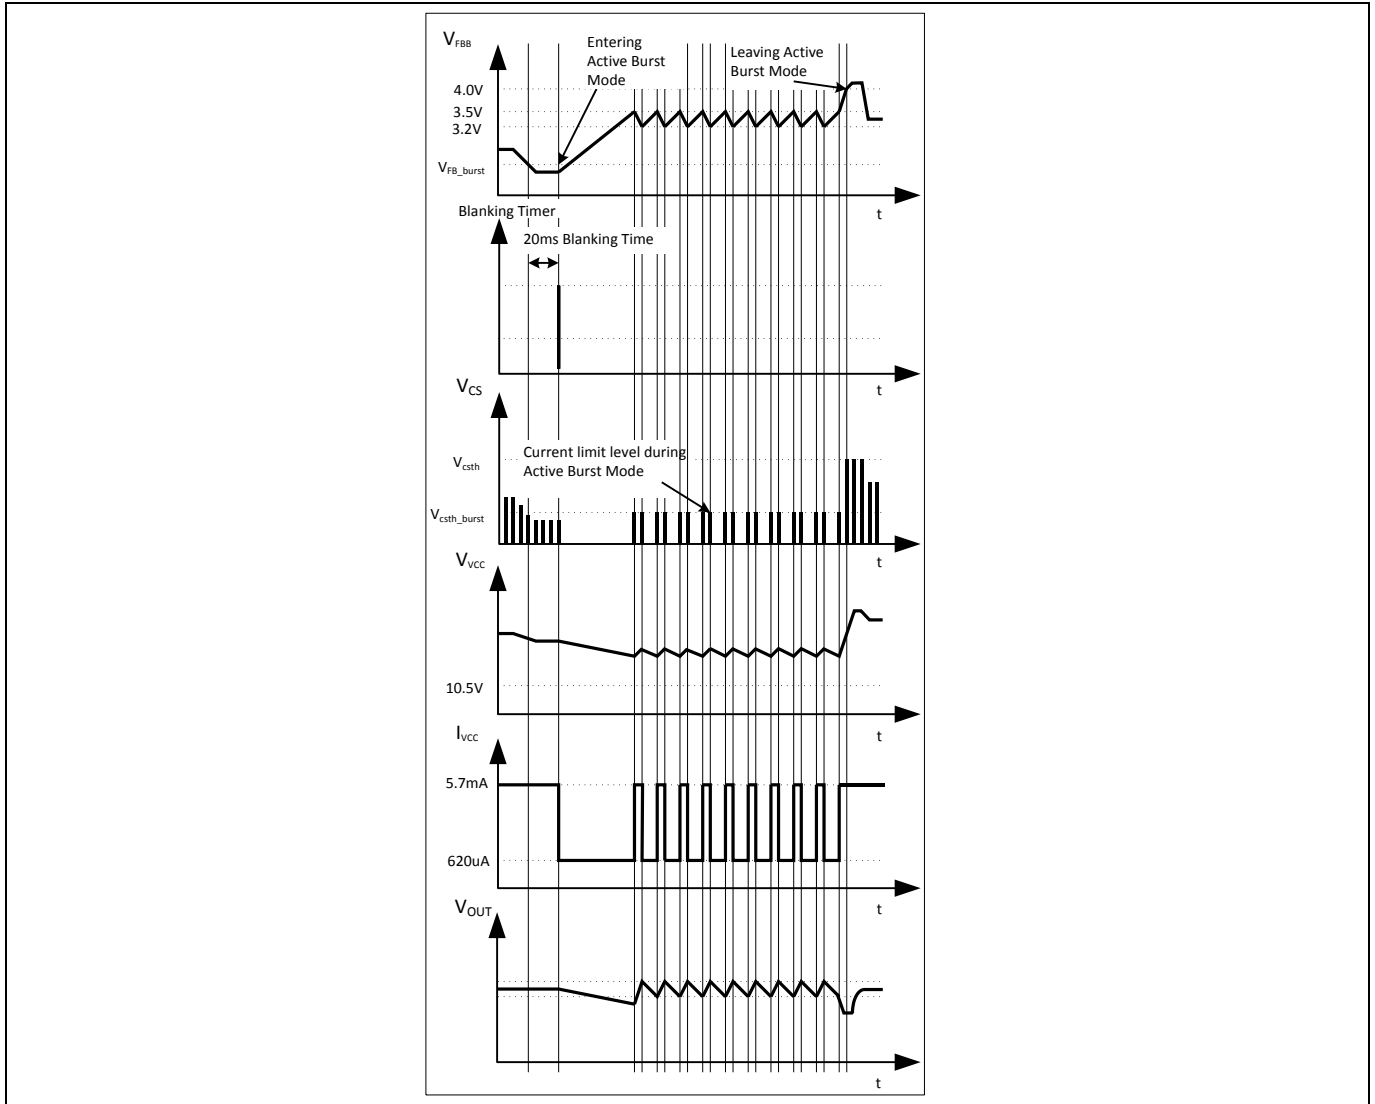 V_FBB
Entering
Active Burst
Mode
Leaving Active
Burst Mode
4.0V
3.5V
3.2V
V_FB_burst
t
Blanking Timer
20ms Blanking Time
t
V_CS
Current limit level during
Active Burst Mode
V_csth
V_csth_burst
t
V_VCC
10.5V
t
I_VCC
5.7mA
620uA
t
V_OUT
t